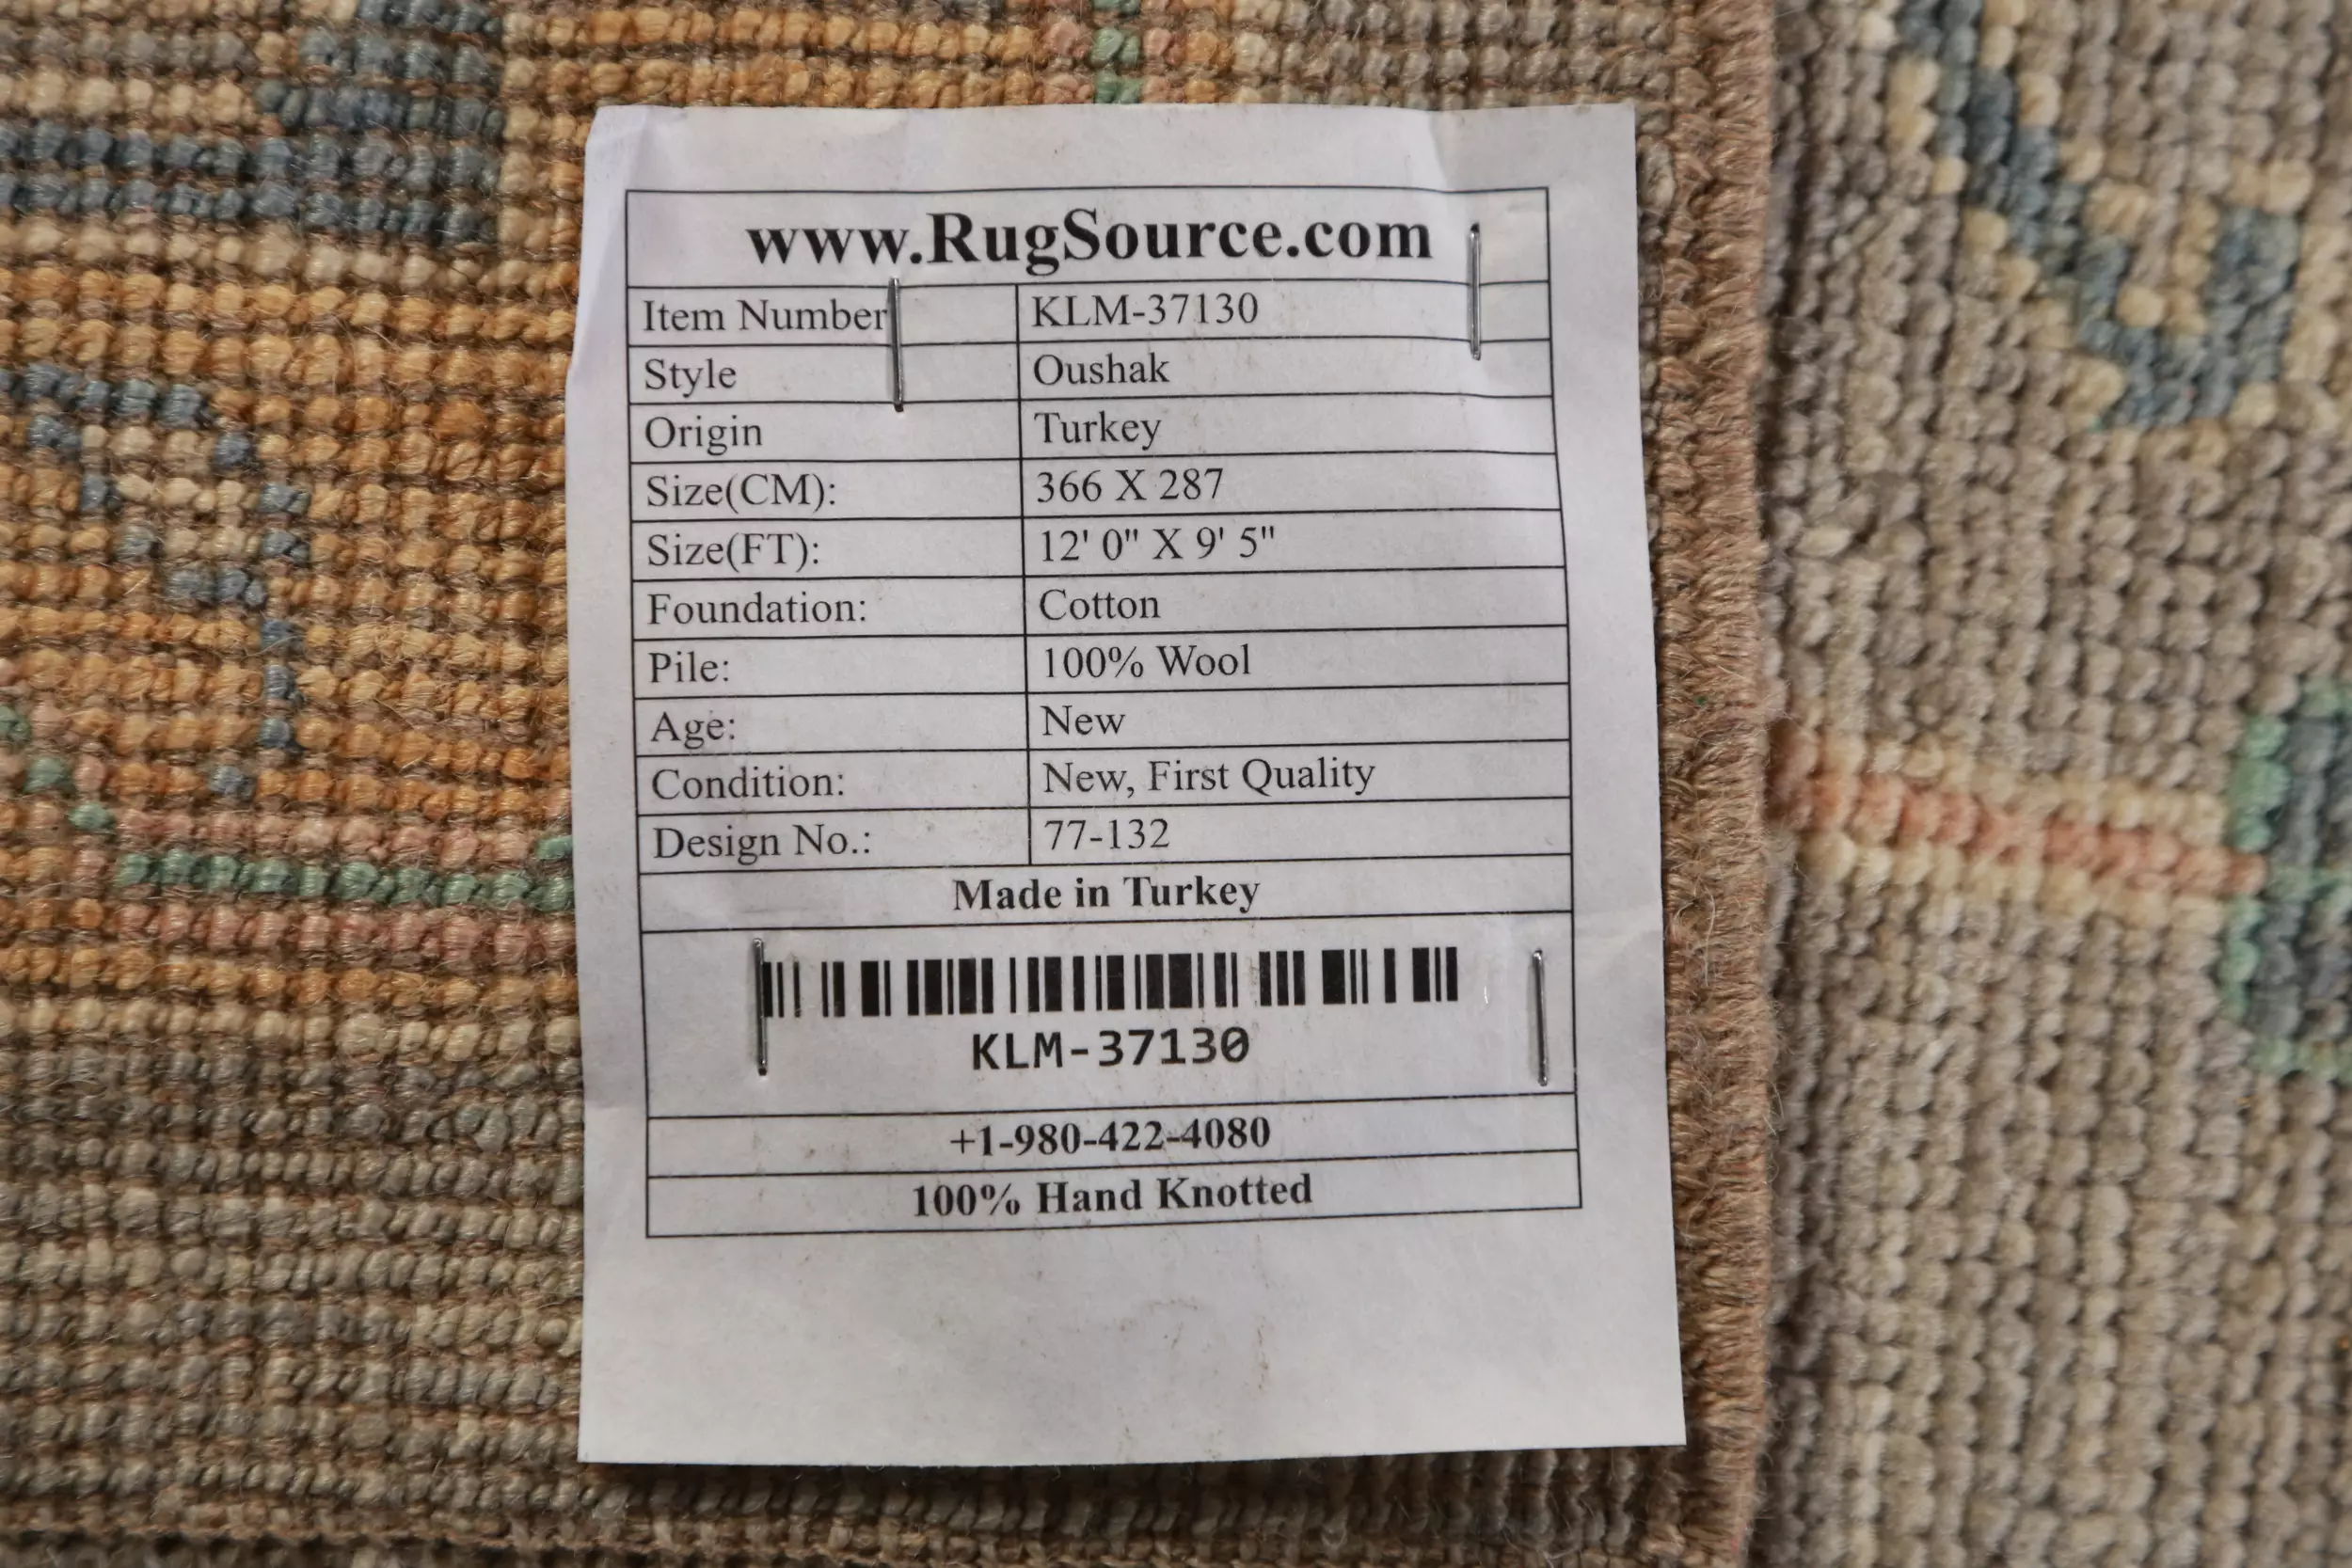 www.RugSource.com
Item Number KLM-37130
Style Oushak
Origin Turkey
Size(CM): 366 X 287
Size(FT): 12' 0" X 9' 5"
Foundation: Cotton
Pile: 100% Wool
Age: New
Condition: New, First Quality
Design No.: 77-132
Made in Turkey
KLM-37130
+1-980-422-4080
100% Hand Knotted